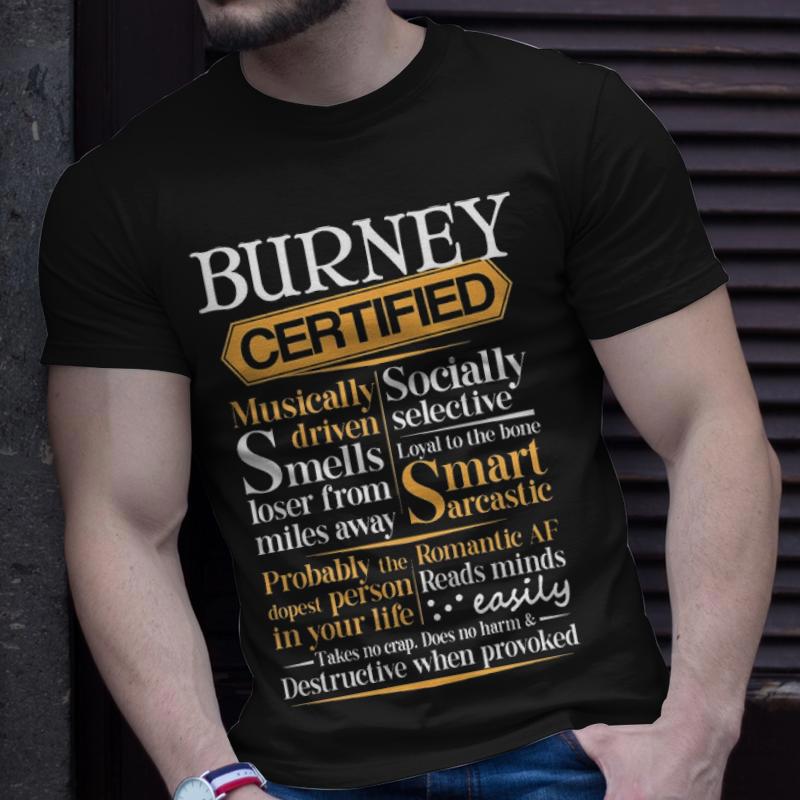 BURNEY
CERTIFIED
Musically
driven
Smells
loser from
miles away
Socially
selective
Loyal to the bone
Smart
Sarcastic
Probably the
dopest person
in your life
Romantic AF
Reads minds
easily
Takes no crap. Does no harm &
Destructive when provoked